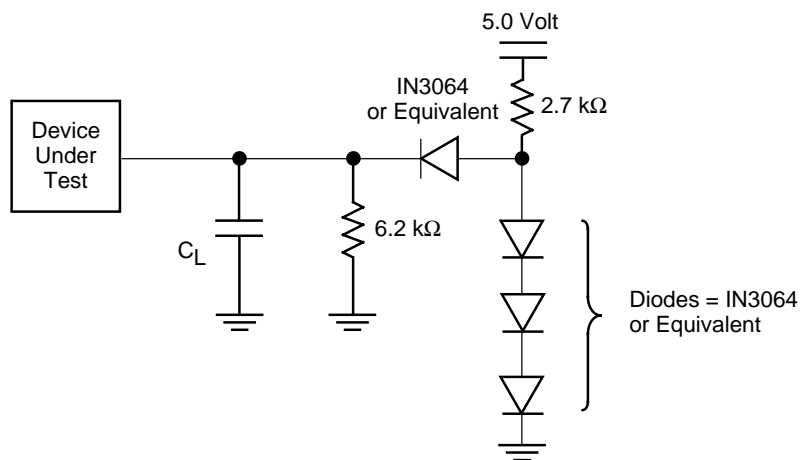 5.0 Volt
IN3064
or Equivalent
2.7 kΩ
Device
Under
Test
CL
6.2 kΩ
Diodes = IN3064
or Equivalent